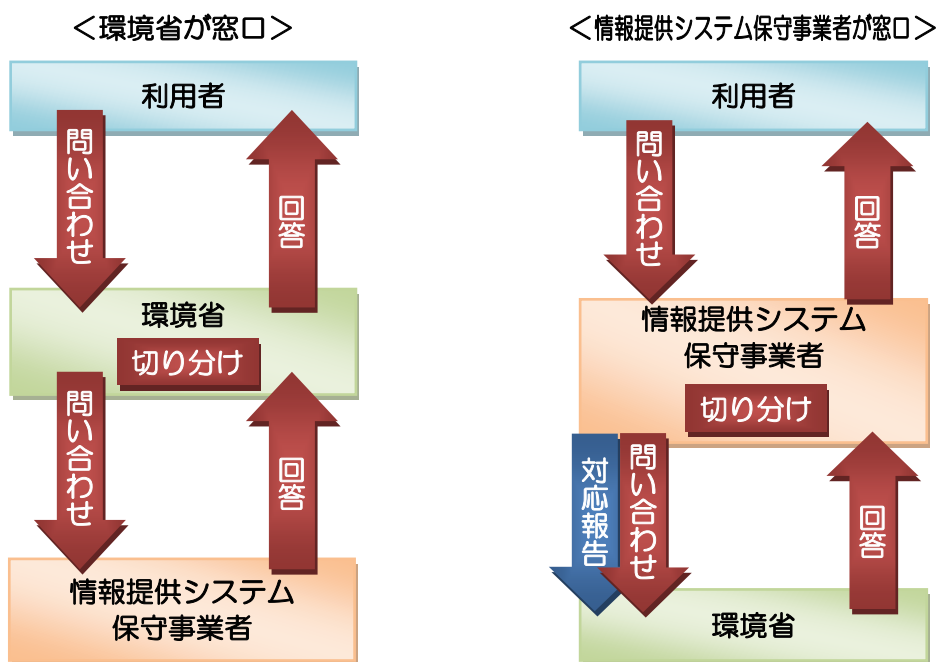 ＜環境省が窓口＞
利用者
問い合わせ
回答
環境省
切り分け
問い合わせ
回答
情報提供システム
保守事業者
＜情報提供システム保守事業者が窓口＞
利用者
問い合わせ
回答
情報提供システム
保守事業者
切り分け
対応報告
問い合わせ
回答
環境省